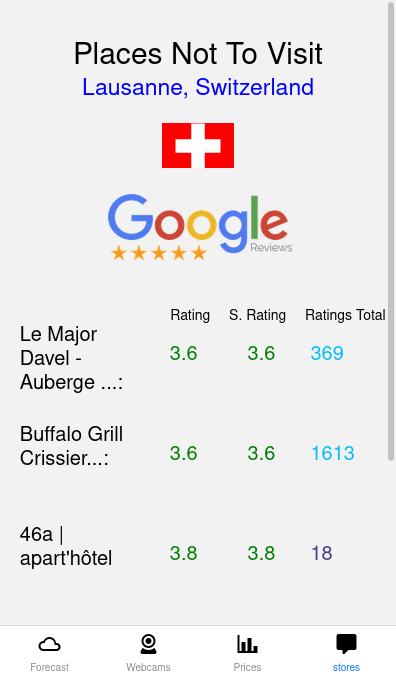 Places Not To Visit
Lausanne, Switzerland
Google
Reviews
Rating S. Rating Ratings Total
Le Major
Davel -
Auberge ...:
3.6 3.6 369
Buffalo Grill
Crissier...:
3.6 3.6 1613
46a |
apart'hôtel
3.8 3.8 18
Forecast Webcams Prices stores